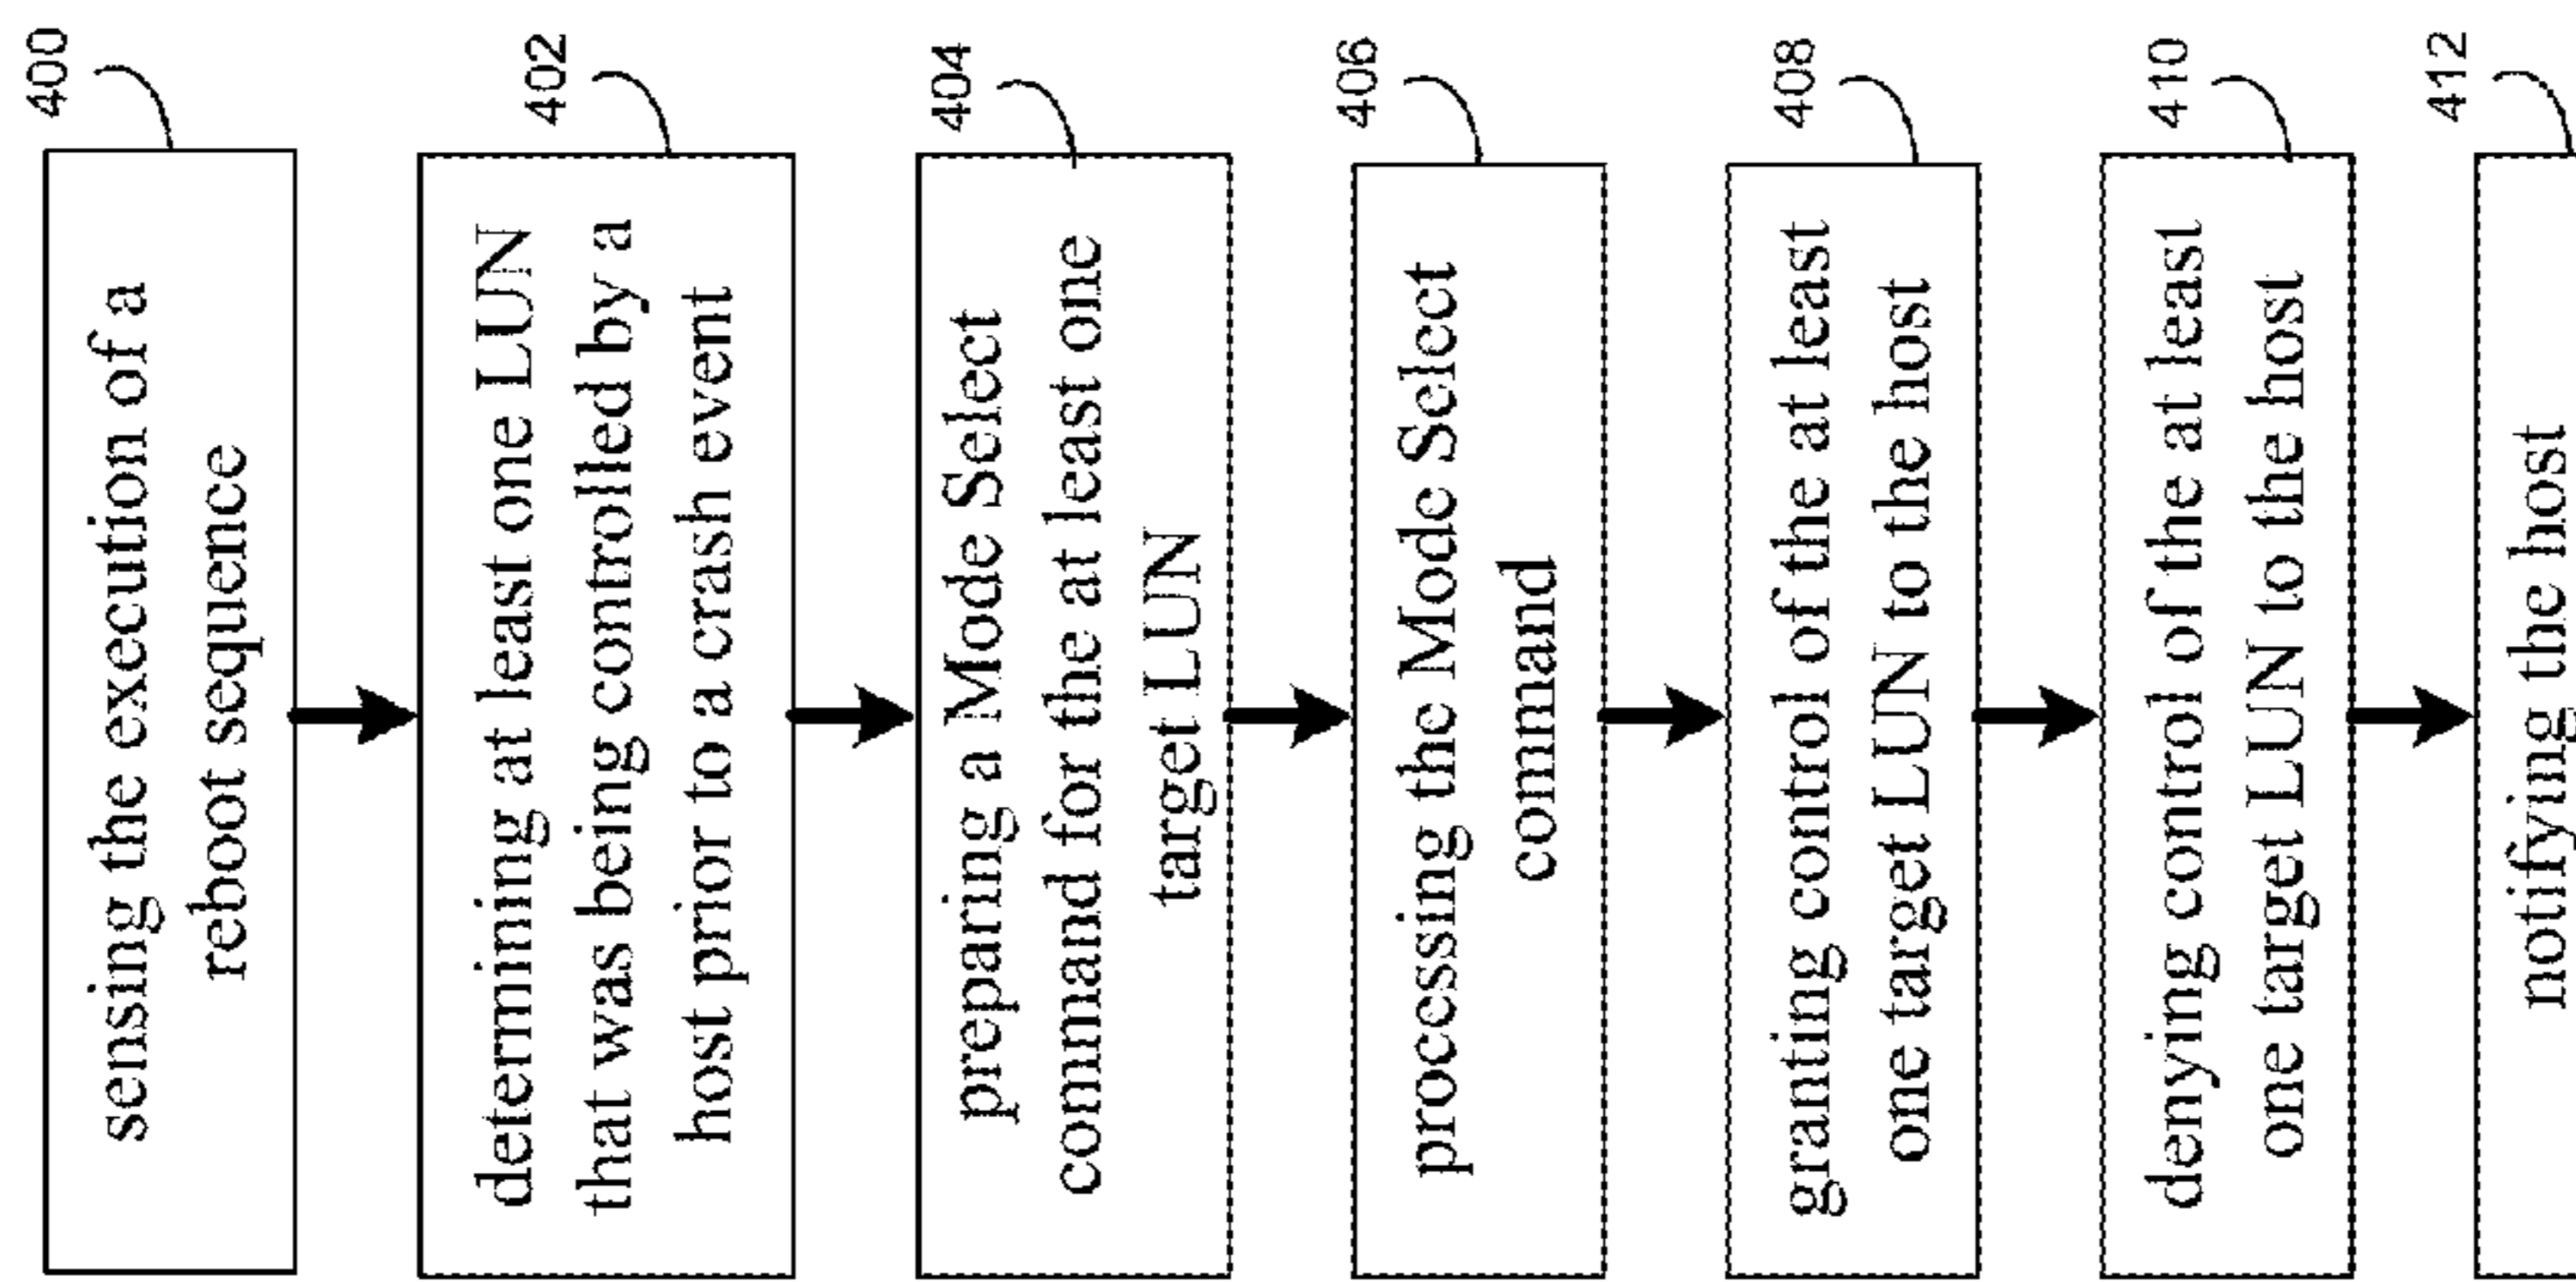 400
sensing the execution of a
reboot sequence
402
determining at least one LUN
that was being controlled by a
host prior to a crash event
404
preparing a Mode Select
command for the at least one
target LUN
406
processing the Mode Select
command
408
granting control of the at least
one target LUN to the host
410
denying control of the at least
one target LUN to the host
412
notifying the host